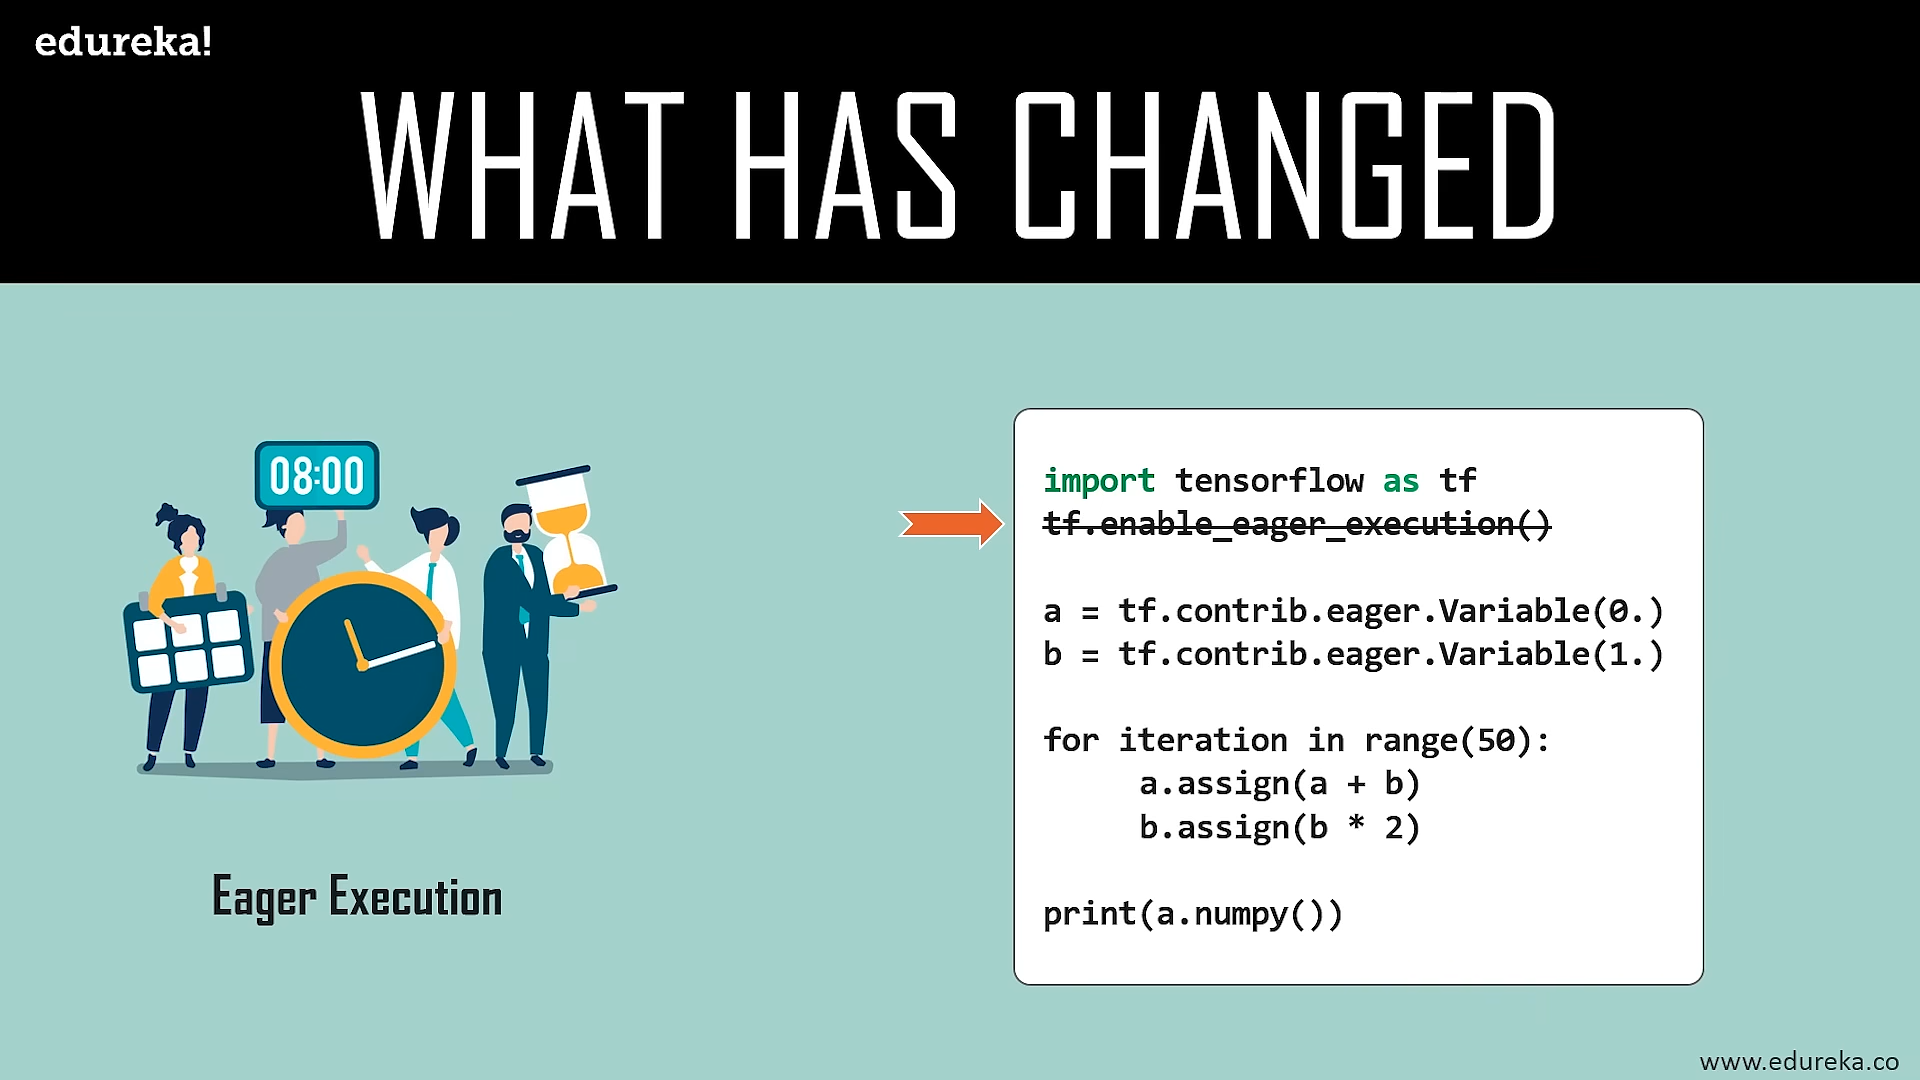 edureka!
WHAT HAS CHANGED
08:00
Eager Execution
import tensorflow as tf
tf.enable_eager_execution()
a = tf.contrib.eager.Variable(0.)
b = tf.contrib.eager.Variable(1.)
for iteration in range(50):
a.assign(a + b)
b.assign(b * 2)
print(a.numpy())
www.edureka.co